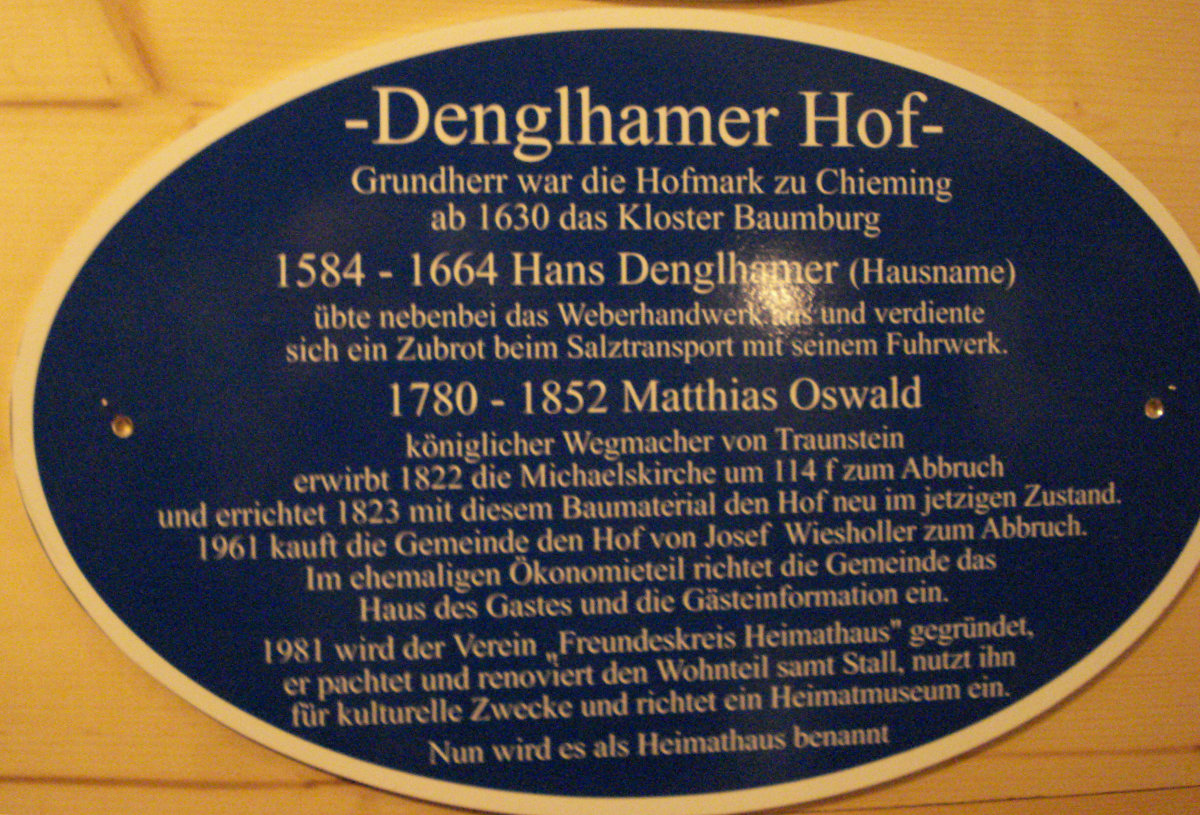 -Denglhamer Hof-
Grundherr war die Hofmark zu Chieming
ab 1630 das Kloster Baumburg
1584 - 1664 Hans Denglhamer (Hausname)
übte nebenbei das Weberhandwerk aus und verdiente
sich ein Zubrot beim Salztransport mit seinem Fuhrwerk.
1780 - 1852 Matthias Oswald
königlicher Wegmacher von Traunstein
erwirbt 1822 die Michaelskirche um 114 f zum Abbruch
und errichtet 1823 mit diesem Baumaterial den Hof neu im jetzigen Zustand.
1961 kauft die Gemeinde den Hof von Josef Wiesholler zum Abbruch.
Im ehemaligen Ökonomieteil richtet die Gemeinde das
Haus des Gastes und die Gästeinformation ein.
1981 wird der Verein „Freundeskreis Heimathaus" gegründet,
er pachtet und renoviert den Wohnteil samt Stall, nutzt ihn
für kulturelle Zwecke und richtet ein Heimatmuseum ein.
Nun wird es als Heimathaus benannt